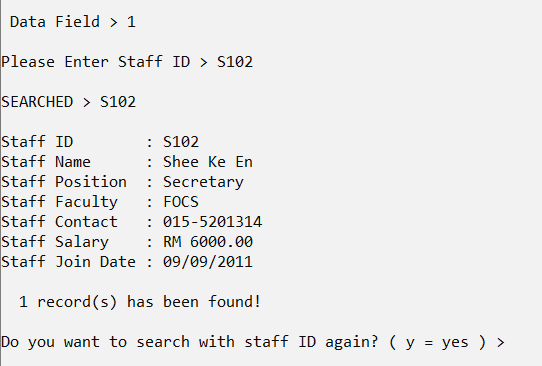 Data Field > 1
Please Enter Staff ID > S102
SEARCHED > S102
Staff ID        : S102
Staff Name      : Shee Ke En
Staff Position  : Secretary
Staff Faculty   : FOCS
Staff Contact   : 015-5201314
Staff Salary    : RM 6000.00
Staff Join Date : 09/09/2011
1 record(s) has been found!
Do you want to search with staff ID again? ( y = yes ) >